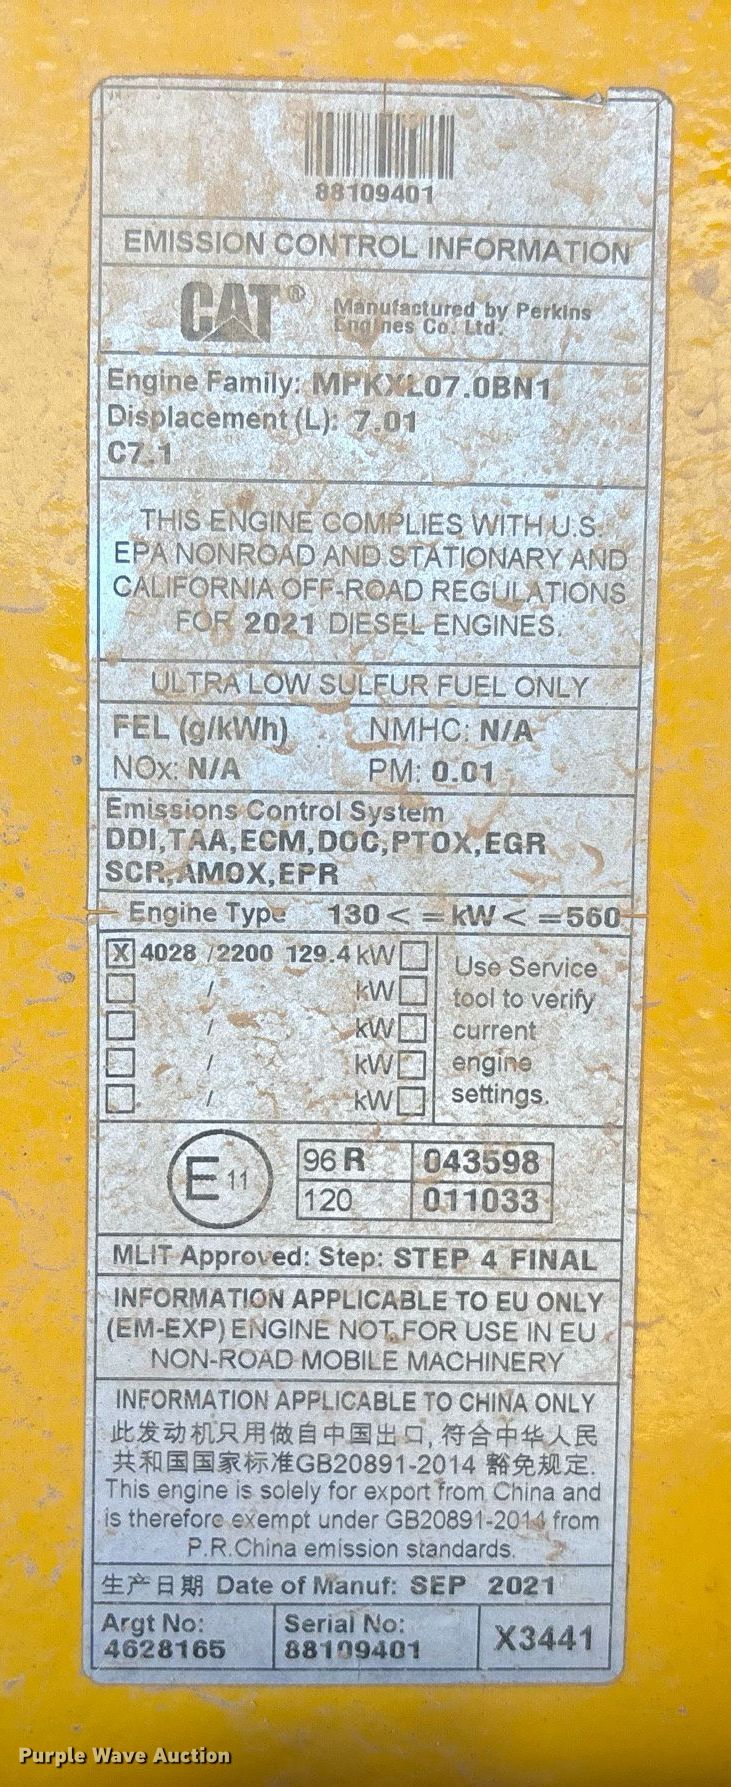 88109401
EMISSION CONTROL INFORMATION
CAT® Manufactured by Perkins
Engines Co. Ltd.
Engine Family: MPKXL07.0BN1
Displacement (L): 7.01
C7.1
THIS ENGINE COMPLIES WITH U.S.
EPA NONROAD AND STATIONARY AND
CALIFORNIA OFF-ROAD REGULATIONS
FOR 2021 DIESEL ENGINES.
ULTRA LOW SULFUR FUEL ONLY
FEL (g/kWh) NMHC: N/A
NOx: N/A PM: 0.01
Emissions Control System
DDI,TAA,ECM,DOC,PTOX,EGR
SCR,AMOX,EPR
Engine Type 130 < = kW < =560
X 4028 /2200 129.4 kW
/ kW
/ kW
/ kW
/ kW
Use Service
tool to verify
current
engine
settings.
E 11
96 R 043598
120 011033
MLIT Approved: Step: STEP 4 FINAL
INFORMATION APPLICABLE TO EU ONLY
(EM-EXP) ENGINE NOT FOR USE IN EU
NON-ROAD MOBILE MACHINERY
INFORMATION APPLICABLE TO CHINA ONLY
此发动机只用做自中国出口, 符合中华人民
共和国国家标准GB20891-2014 豁免规定.
This engine is solely for export from China and
is therefore exempt under GB20891-2014 from
P.R.China emission standards.
生产日期 Date of Manuf: SEP 2021
Argt No: Serial No:
4628165 88109401 X3441
Purple Wave Auction